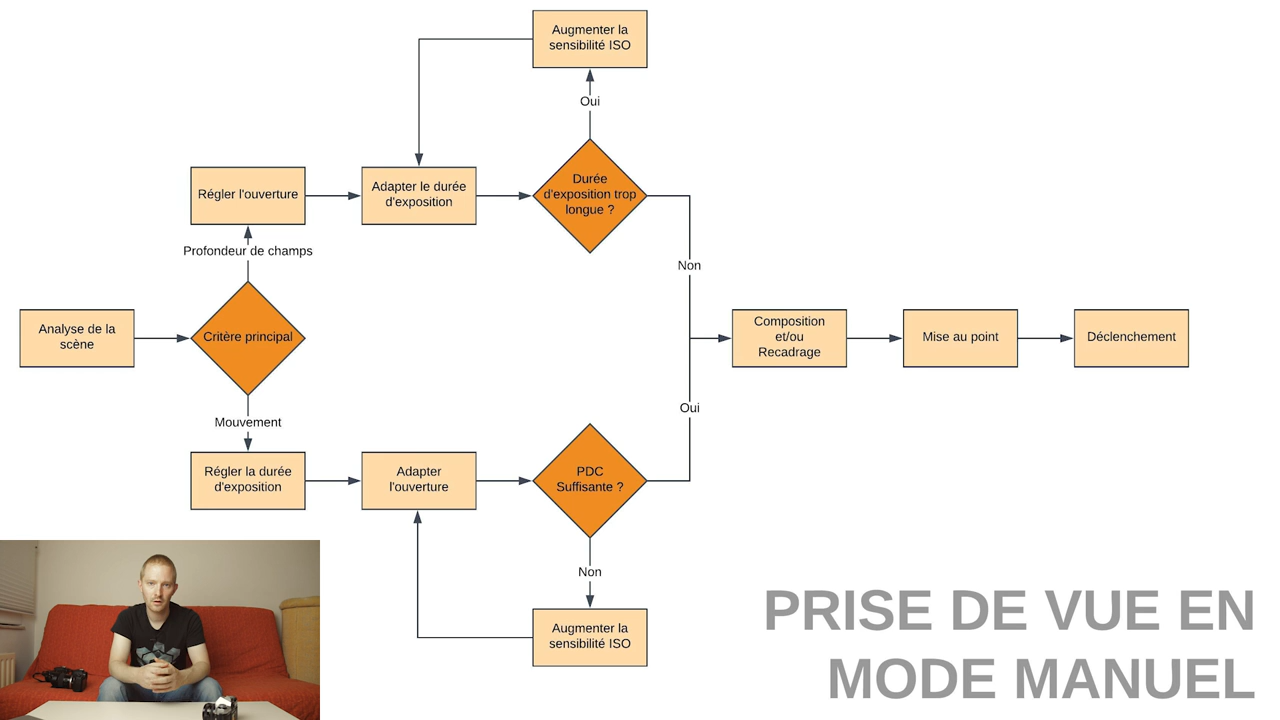 Augmenter la
sensibilité ISO
Oui
Régler l'ouverture
Adapter le durée
d'exposition
Durée
d'exposition trop
longue ?
Profondeur de champs
Non
Analyse de la
scène
Critère principal
Composition
et/ou
Recadrage
Mise au point
Déclenchement
Mouvement
Oui
Régler la durée
d'exposition
Adapter
l'ouverture
PDC
Suffisante ?
Non
Augmenter la
sensibilité ISO
PRISE DE VUE EN
MODE MANUEL